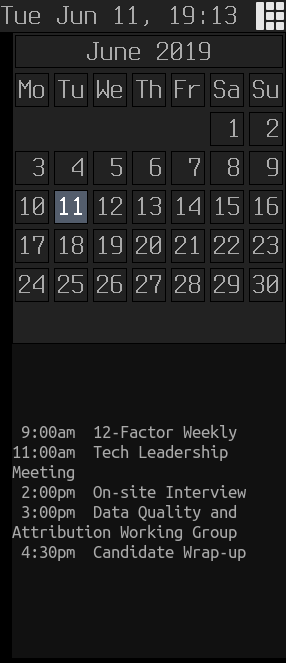 Tue Jun 11, 19:13
June 2019
Mo Tu We Th Fr Sa Su
1 2
3 4 5 6 7 8 9
10 11 12 13 14 15 16
17 18 19 20 21 22 23
24 25 26 27 28 29 30
9:00am 12-Factor Weekly
11:00am Tech Leadership
Meeting
2:00pm On-site Interview
3:00pm Data Quality and
Attribution Working Group
4:30pm Candidate Wrap-up